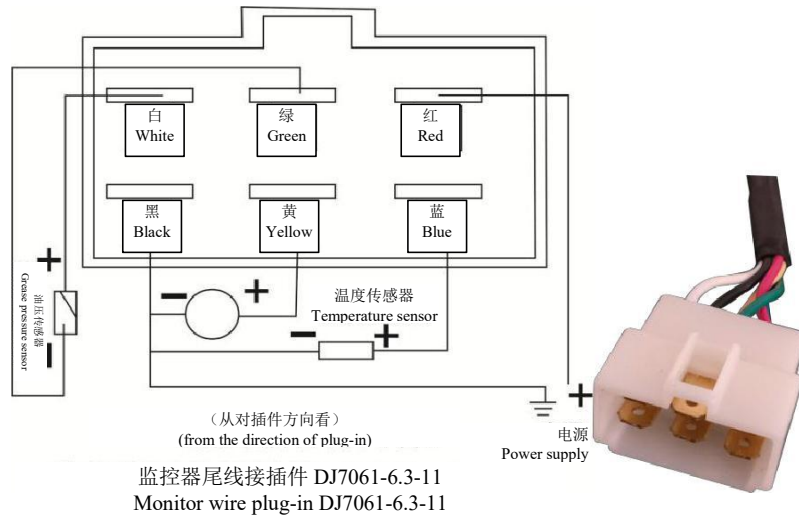 白
White
绿
Green
红
Red
黑
Black
黄
Yellow
蓝
Blue
油压传感器
Grease pressure sensor
温度传感器
Temperature sensor
（从对插件方向看）
(from the direction of plug-in)
电源
Power supply
监控器尾线接插件 DJ7061-6.3-11
Monitor wire plug-in DJ7061-6.3-11